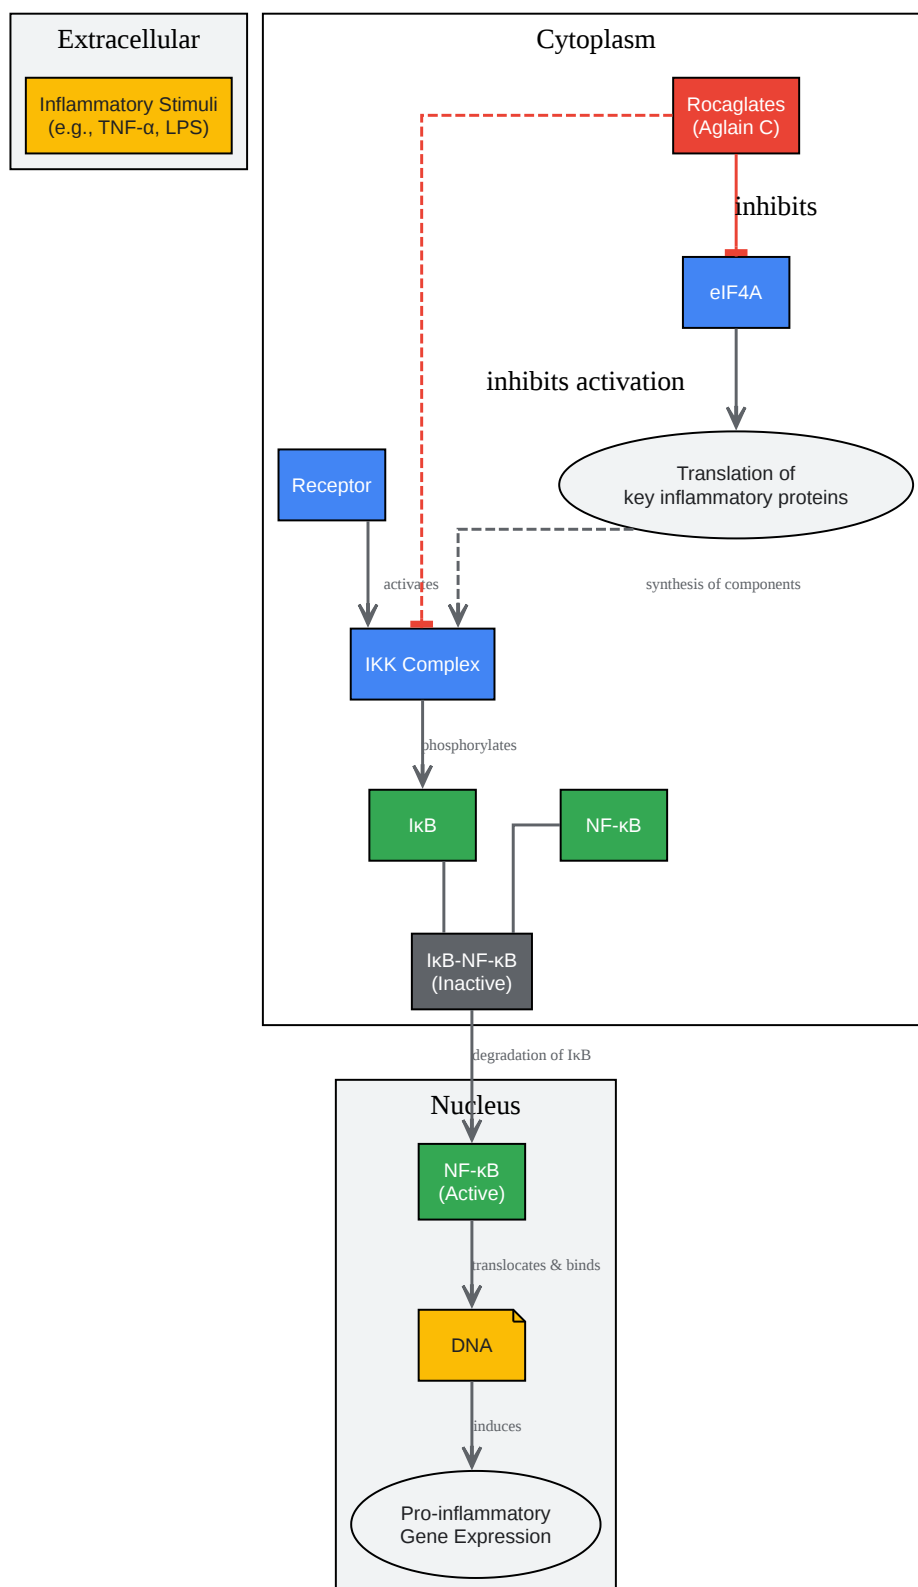 Extracellular
Inflammatory Stimuli
(e.g., TNF-α, LPS)
Cytoplasm
Rocaglates
(Aglain C)
inhibits
eIF4A
inhibits activation
Translation of
key inflammatory proteins
Receptor
activates
synthesis of components
IKK Complex
phosphorylates
IκB
NF-κB
IκB-NF-κB
(Inactive)
degradation of IκB
Nucleus
NF-κB
(Active)
translocates & binds
DNA
induces
Pro-inflammatory
Gene Expression